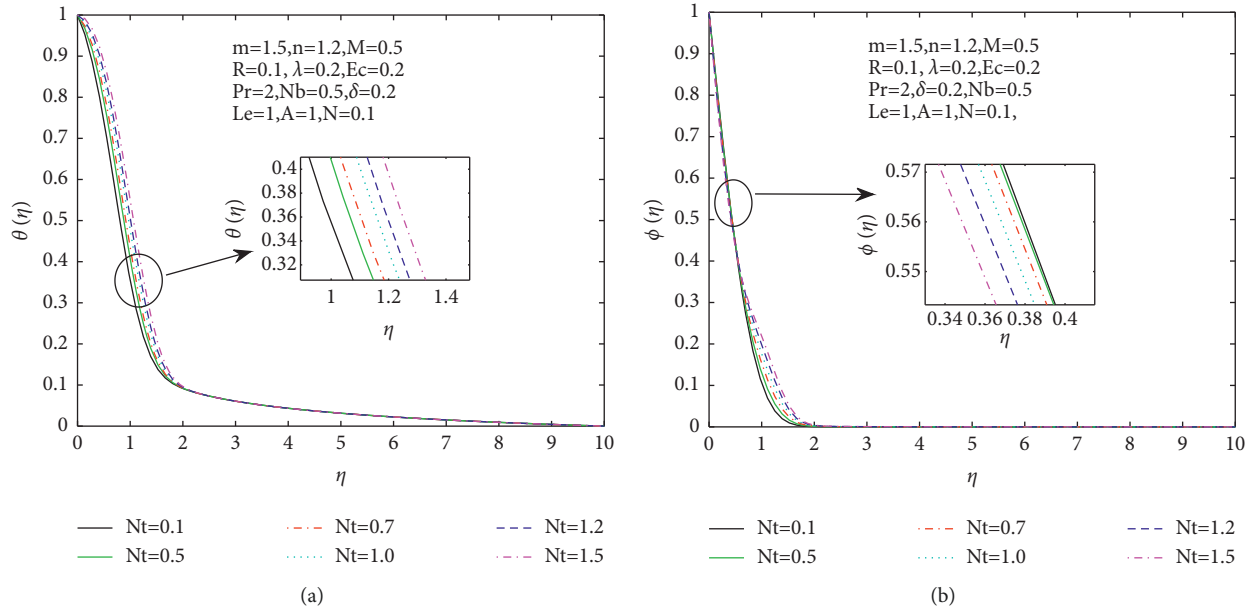 1
0.9
0.8
0.7
0.6
0.5
0.4
0.3
0.2
0.1
0
θ (η)
m=1.5,n=1.2,M=0.5
R=0.1, λ=0.2,Ec=0.2
Pr=2,Nb=0.5,δ=0.2
Le=1,A=1,N=0.1
0.4
0.38
0.36
0.34
0.32
θ (η)
1 1.2 1.4
η
0 1 2 3 4 5 6 7 8 9 10
η
Nt=0.1 Nt=0.7 Nt=1.2
Nt=0.5 Nt=1.0 Nt=1.5
(a)
1
0.9
0.8
0.7
0.6
0.5
0.4
0.3
0.2
0.1
0
ϕ (η)
m=1.5,n=1.2,M=0.5
R=0.1, λ=0.2,Ec=0.2
Pr=2,δ=0.2,Nb=0.5
Le=1,A=1,N=0.1,
0.57
0.56
0.55
ϕ (η)
0.34 0.36 0.38 0.4
η
0 1 2 3 4 5 6 7 8 9 10
η
Nt=0.1 Nt=0.7 Nt=1.2
Nt=0.5 Nt=1.0 Nt=1.5
(b)